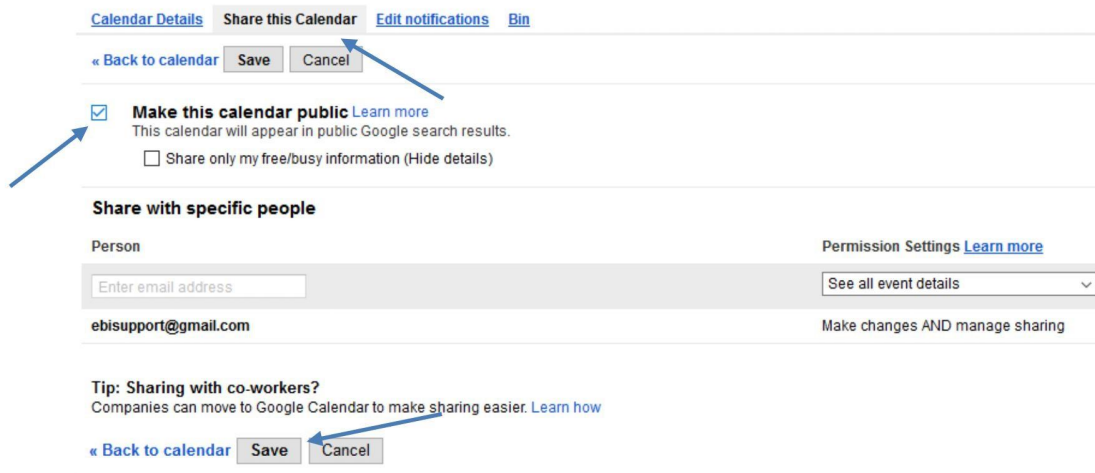 Calendar Details Share this Calendar Edit notifications Bin
« Back to calendar Save Cancel
Make this calendar public Learn more
This calendar will appear in public Google search results.
Share only my free/busy information (Hide details)
Share with specific people
Person Permission Settings Learn more
Enter email address See all event details
ebisupport@gmail.com Make changes AND manage sharing
Tip: Sharing with co-workers?
Companies can move to Google Calendar to make sharing easier. Learn how
« Back to calendar Save Cancel